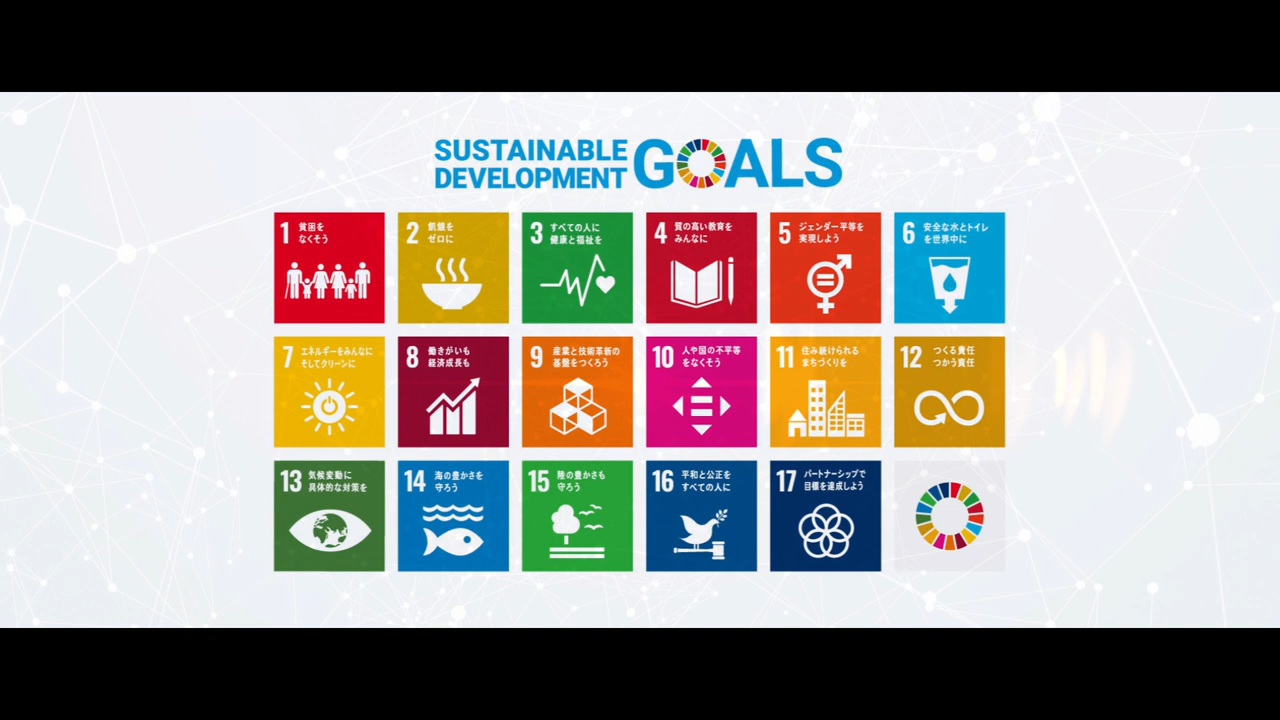 SUSTAINABLE
DEVELOPMENT
GOALS
1 貧困を
なくそう
2 飢餓を
ゼロに
3 すべての人に
健康と福祉を
4 質の高い教育を
みんなに
5 ジェンダー平等を
実現しよう
6 安全な水とトイレ
を世界中に
7 エネルギーをみんなに
そしてクリーンに
8 働きがいも
経済成長も
9 産業と技術革新の
基盤をつくろう
10 人や国の不平等
をなくそう
11 住み続けられる
まちづくりを
12 つくる責任
つかう責任
13 気候変動に
具体的な対策を
14 海の豊かさを
守ろう
15 陸の豊かさも
守ろう
16 平和と公正を
すべての人に
17 パートナーシップで
目標を達成しよう